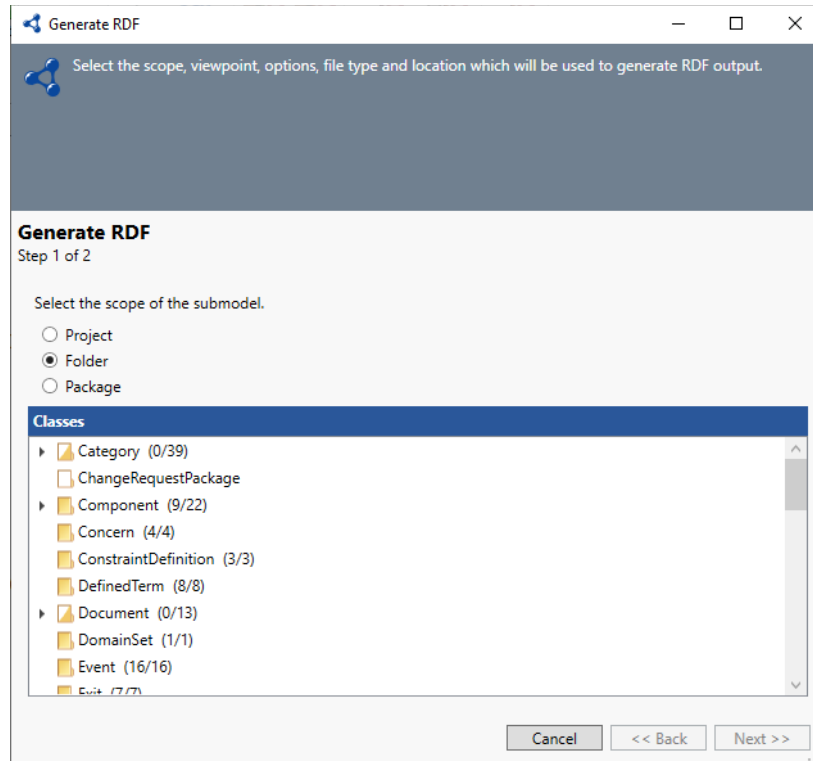 Generate RDF
Select the scope, viewpoint, options, file type and location which will be used to generate RDF output.
Generate RDF
Step 1 of 2
Select the scope of the submodel.
Project
Folder
Package
Classes
Category (0/39)
ChangeRequestPackage
Component (9/22)
Concern (4/4)
ConstraintDefinition (3/3)
DefinedTerm (8/8)
Document (0/13)
DomainSet (1/1)
Event (16/16)
Exit (7/7)
Cancel << Back Next >>